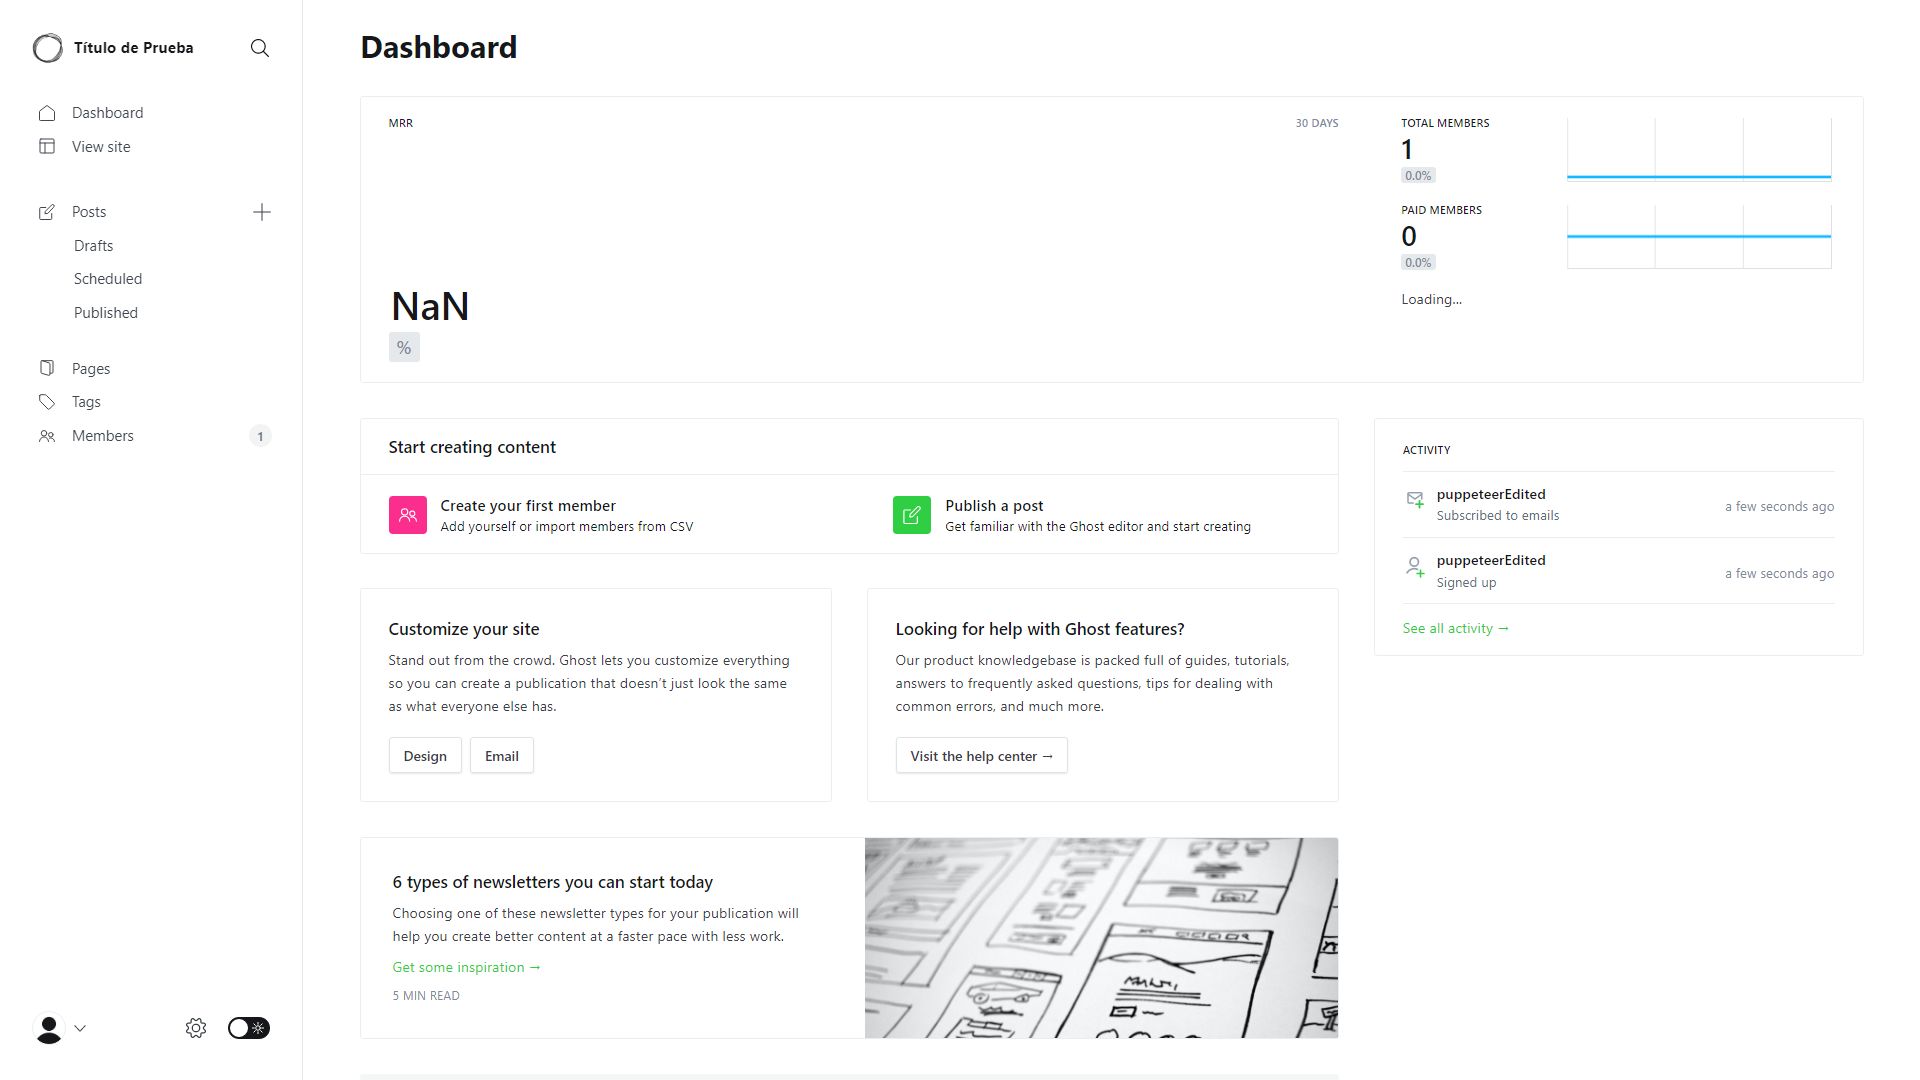 Título de Prueba
Dashboard
View site
Posts
Drafts
Scheduled
Published
Pages
Tags
Members
1
Dashboard
MRR
30 DAYS
NaN
%
TOTAL MEMBERS
1
0.0%
PAID MEMBERS
0
0.0%
Loading...
Start creating content
Create your first member
Add yourself or import members from CSV
Publish a post
Get familiar with the Ghost editor and start creating
ACTIVITY
puppeteerEdited
Subscribed to emails
a few seconds ago
puppeteerEdited
Signed up
a few seconds ago
See all activity →
Customize your site
Stand out from the crowd. Ghost lets you customize everything
so you can create a publication that doesn’t just look the same
as what everyone else has.
Design
Email
Looking for help with Ghost features?
Our product knowledgebase is packed full of guides, tutorials,
answers to frequently asked questions, tips for dealing with
common errors, and much more.
Visit the help center →
6 types of newsletters you can start today
Choosing one of these newsletter types for your publication will
help you create better content at a faster pace with less work.
Get some inspiration →
5 MIN READ